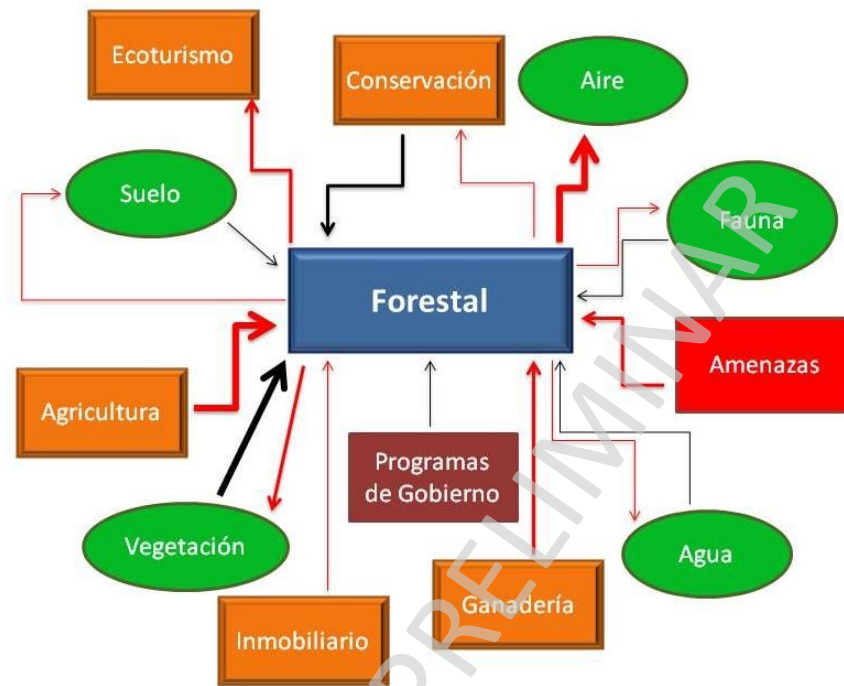 Ecoturismo
Conservación
Aire
Suelo
Fauna
Forestal
Amenazas
Agricultura
Programas
de Gobierno
Vegetación
Agua
Ganadería
Inmobiliario
PRELIMINAR